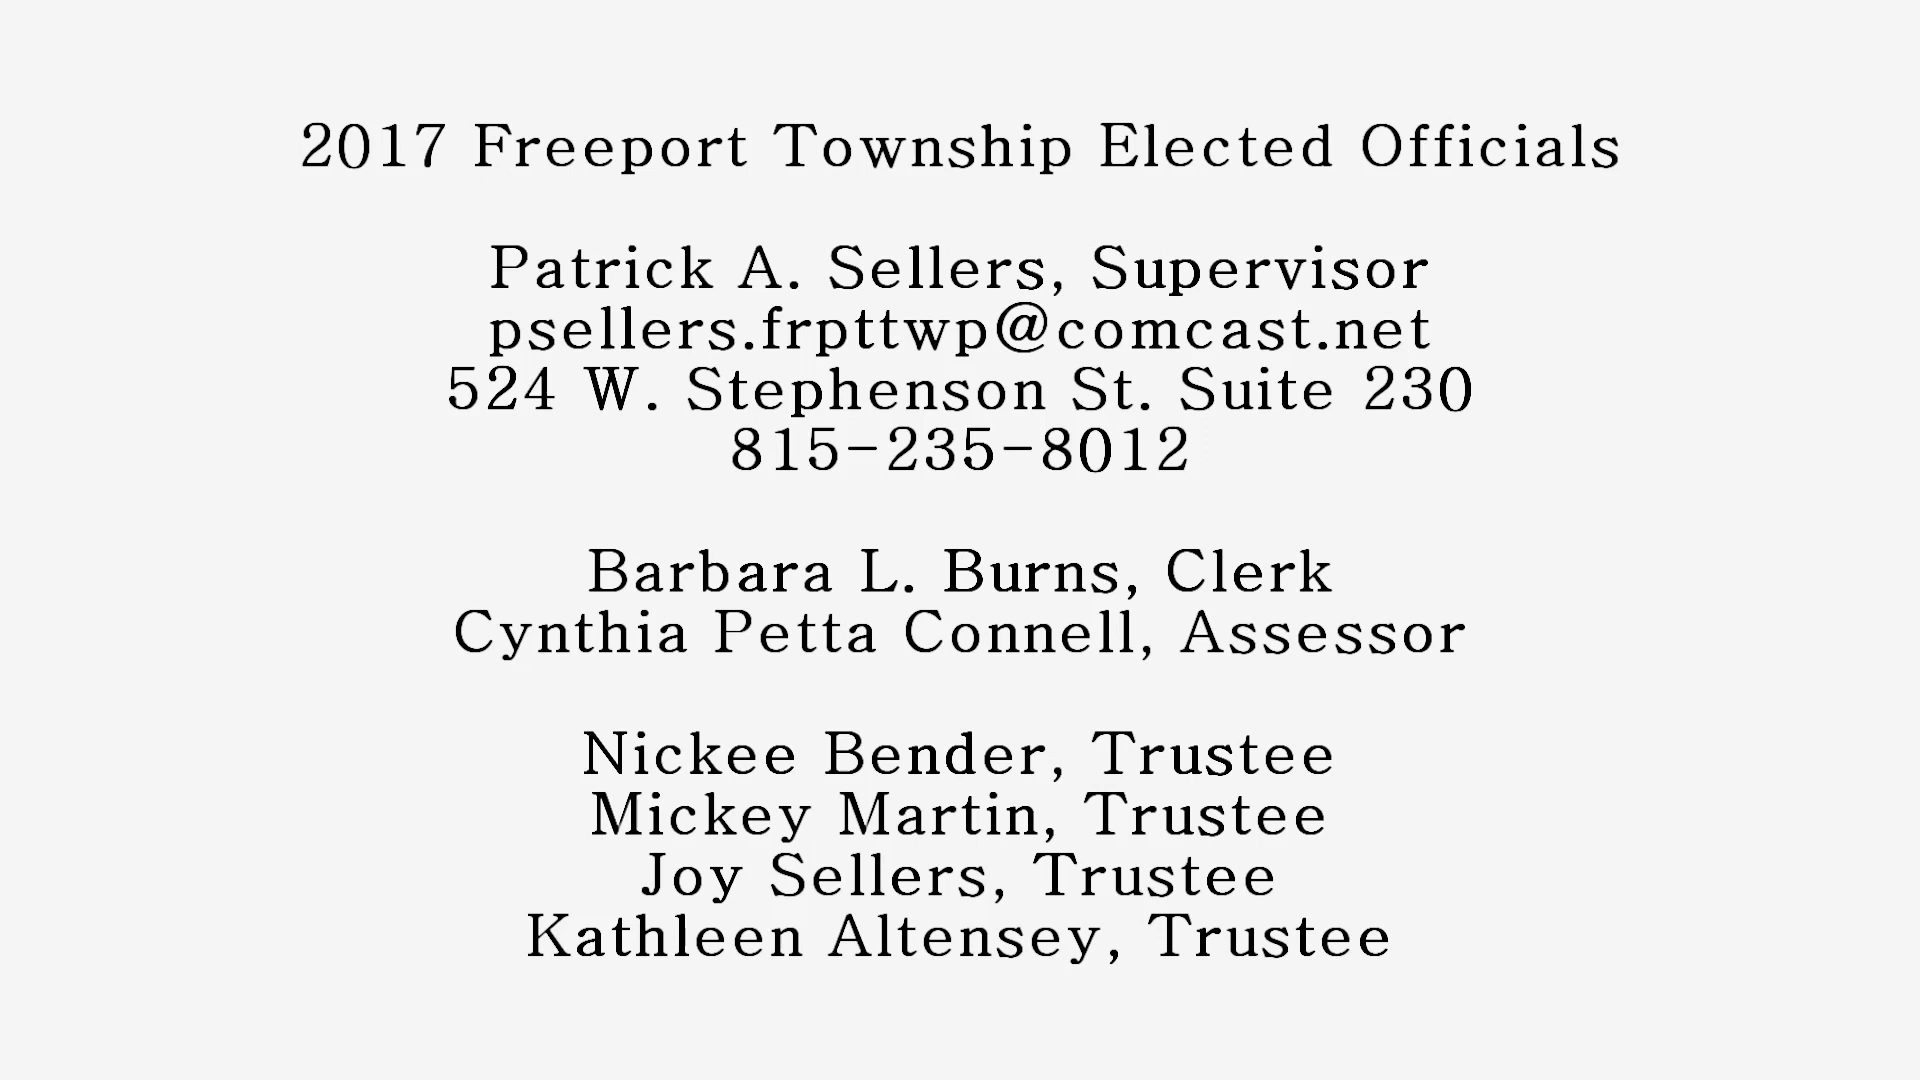 2017 Freeport Township Elected Officials
Patrick A. Sellers, Supervisor
psellers.frpttwp@comcast.net
524 W. Stephenson St. Suite 230
815-235-8012
Barbara L. Burns, Clerk
Cynthia Petta Connell, Assessor
Nickee Bender, Trustee
Mickey Martin, Trustee
Joy Sellers, Trustee
Kathleen Altensey, Trustee